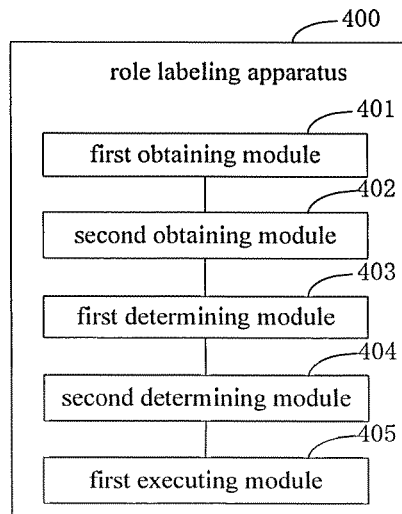 400
role labeling apparatus
401
first obtaining module
402
second obtaining module
403
first determining module
404
second determining module
405
first executing module